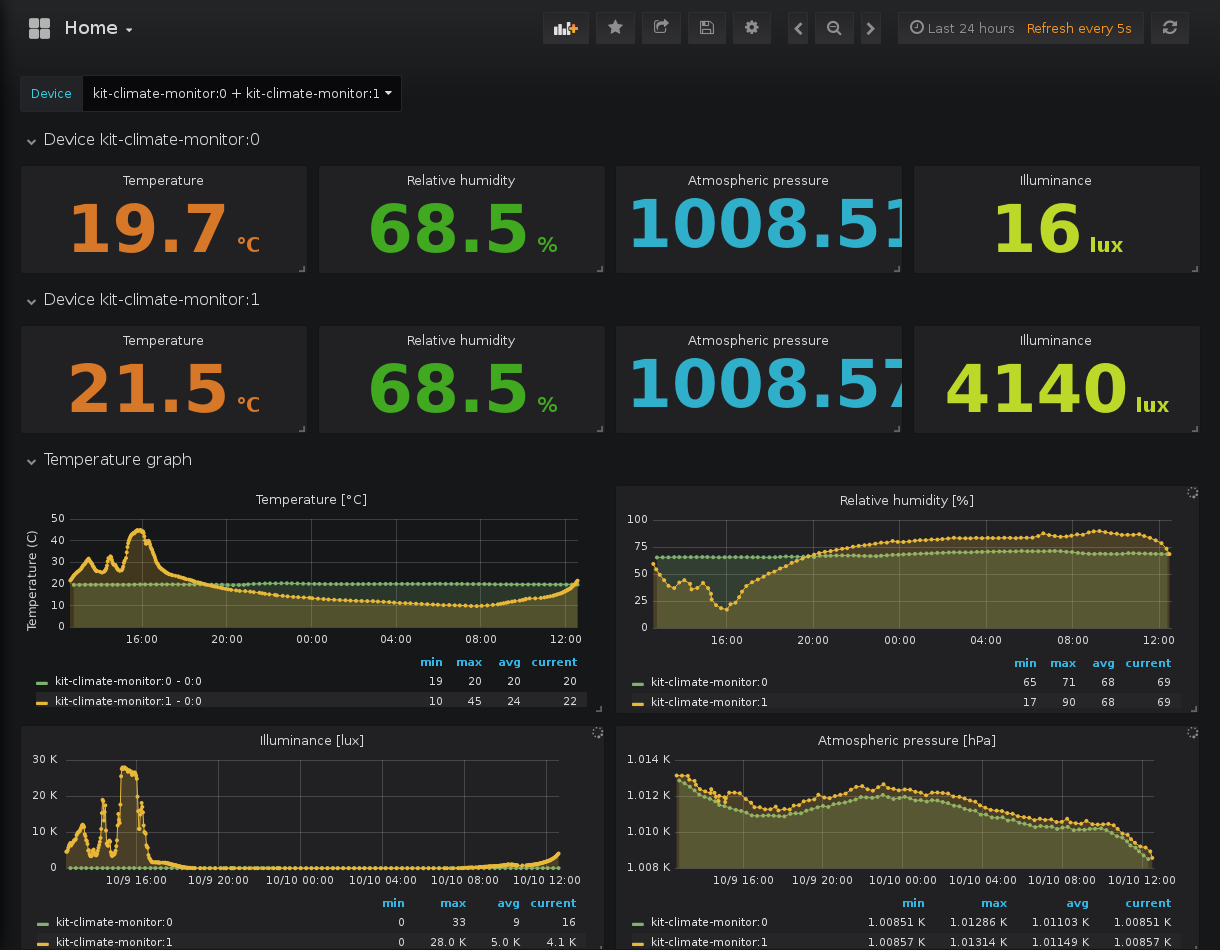 Home
Last 24 hours Refresh every 5s
Device kit-climate-monitor:0 + kit-climate-monitor:1
Device kit-climate-monitor:0
Temperature Relative humidity Atmospheric pressure Illuminance
19.7 °C 68.5 % 1008.51 16 lux
Device kit-climate-monitor:1
Temperature Relative humidity Atmospheric pressure Illuminance
21.5 °C 68.5 % 1008.57 4140 lux
Temperature graph
Temperature [°C]
Temperature (C)
50
40
30
20
10
0
16:00 20:00 00:00 04:00 08:00 12:00
min max avg current
kit-climate-monitor:0 - 0:0 19 20 20 20
kit-climate-monitor:1 - 0:0 10 45 24 22
Relative humidity [%]
100
75
50
25
0
16:00 20:00 00:00 04:00 08:00 12:00
min max avg current
kit-climate-monitor:0 65 71 68 69
kit-climate-monitor:1 17 90 68 69
Illuminance [lux]
30 K
20 K
10 K
0
10/9 16:00 10/9 20:00 10/10 00:00 10/10 04:00 10/10 08:00 10/10 12:00
min max avg current
kit-climate-monitor:0 0 33 9 16
kit-climate-monitor:1 0 28.0 K 5.0 K 4.1 K
Atmospheric pressure [hPa]
1.014 K
1.012 K
1.010 K
1.008 K
10/9 16:00 10/9 20:00 10/10 00:00 10/10 04:00 10/10 08:00 10/10 12:00
min max avg current
kit-climate-monitor:0 1.00851 K 1.01286 K 1.01103 K 1.00851 K
kit-climate-monitor:1 1.00857 K 1.01314 K 1.01149 K 1.00857 K